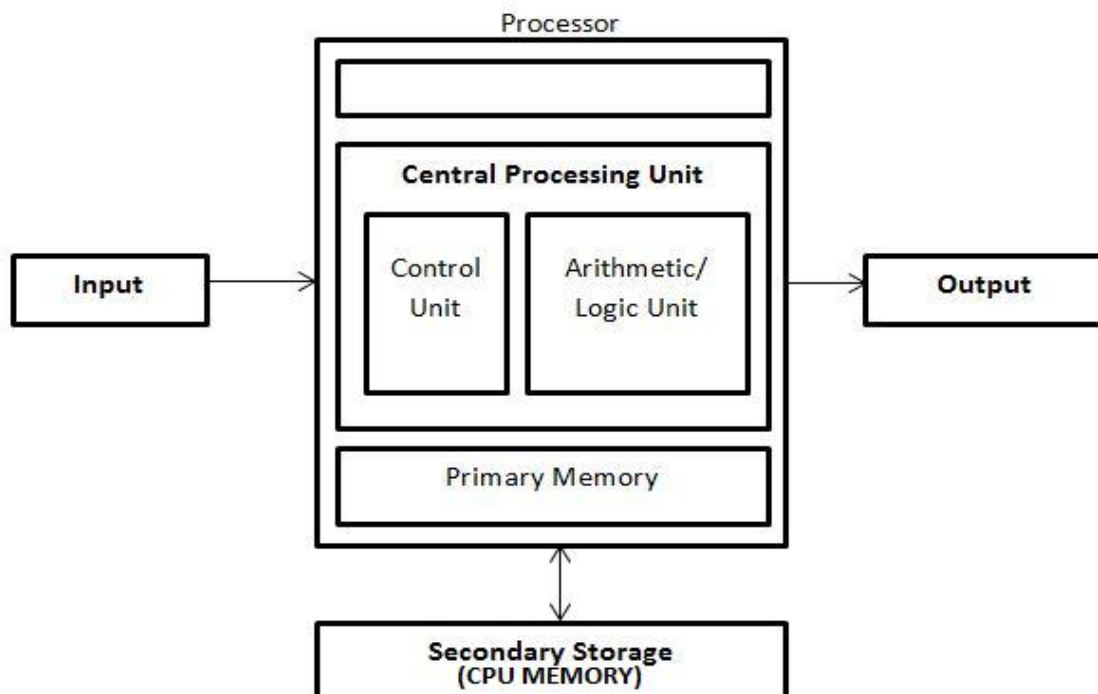 Processor
Central Processing Unit
Control
Unit
Arithmetic/
Logic Unit
Input
Output
Primary Memory
Secondary Storage
(CPU MEMORY)